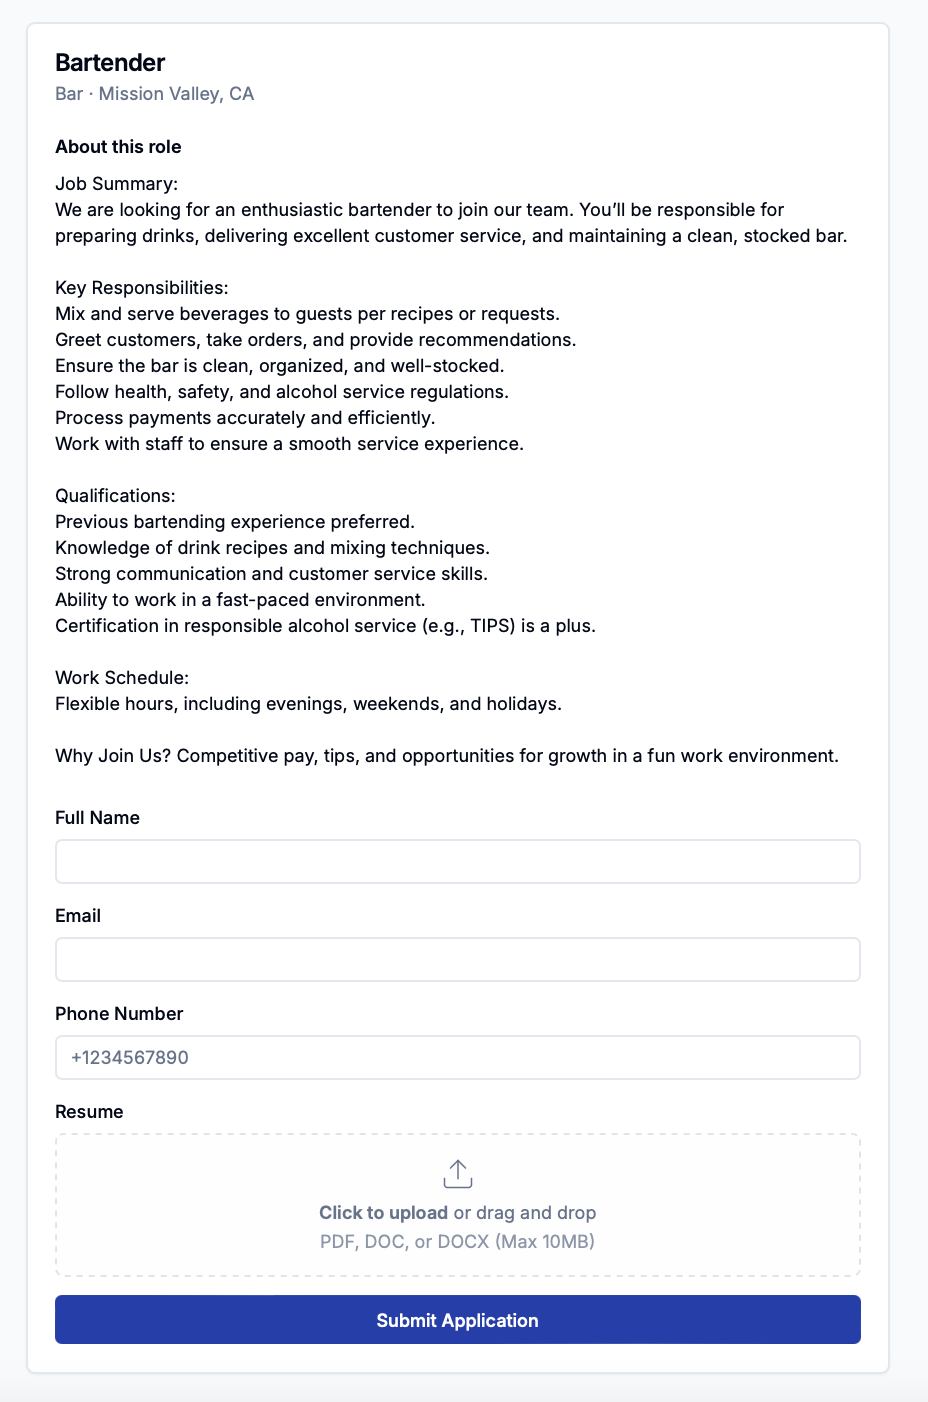 Bartender
Bar · Mission Valley, CA
About this role
Job Summary:
We are looking for an enthusiastic bartender to join our team. You’ll be responsible for
preparing drinks, delivering excellent customer service, and maintaining a clean, stocked bar.
Key Responsibilities:
Mix and serve beverages to guests per recipes or requests.
Greet customers, take orders, and provide recommendations.
Ensure the bar is clean, organized, and well-stocked.
Follow health, safety, and alcohol service regulations.
Process payments accurately and efficiently.
Work with staff to ensure a smooth service experience.
Qualifications:
Previous bartending experience preferred.
Knowledge of drink recipes and mixing techniques.
Strong communication and customer service skills.
Ability to work in a fast-paced environment.
Certification in responsible alcohol service (e.g., TIPS) is a plus.
Work Schedule:
Flexible hours, including evenings, weekends, and holidays.
Why Join Us? Competitive pay, tips, and opportunities for growth in a fun work environment.
Full Name
Email
Phone Number
+1234567890
Resume
Click to upload or drag and drop
PDF, DOC, or DOCX (Max 10MB)
Submit Application